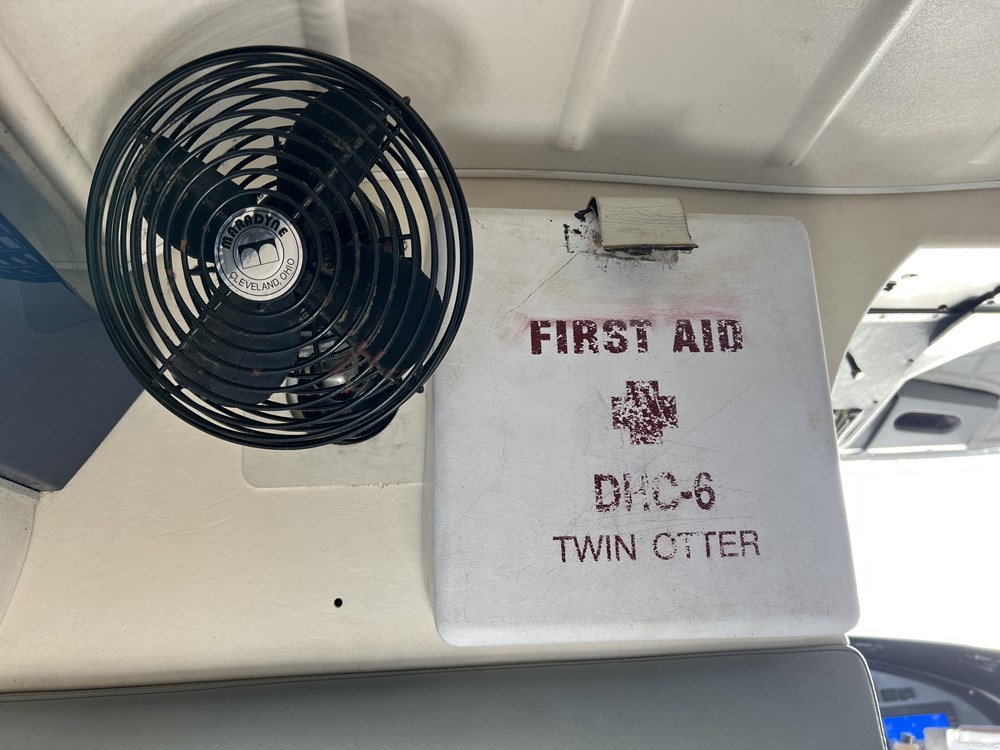 MARADYNE
CLEVELAND, OHIO
FIRST AID
DHC-6
TWIN OTTER